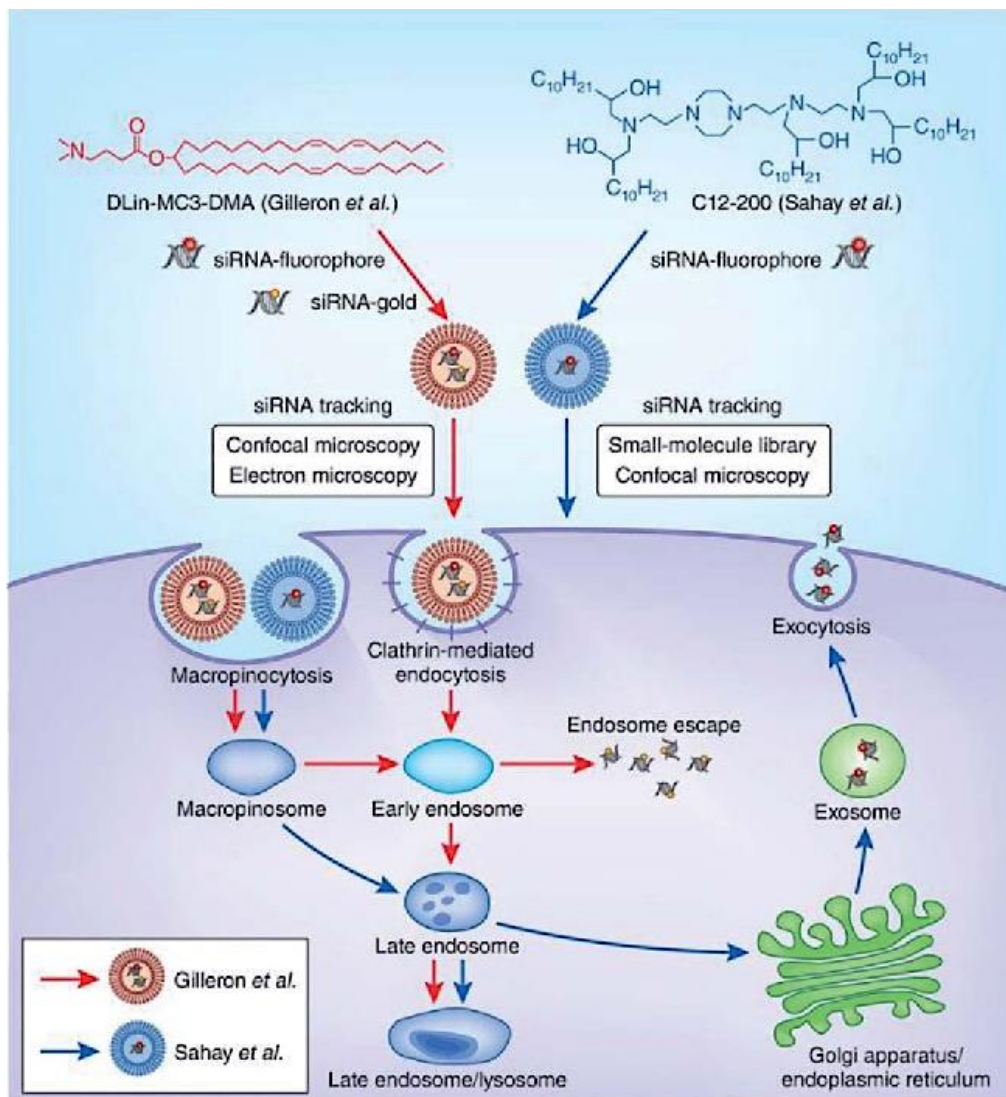 C10H21
OH
C10H21
OH
N
N
N
N
N
HO
C10H21
OH
C10H21
HO
C10H21
N
O
O
DLin-MC3-DMA (Gilleron et al.)
C12-200 (Sahay et al.)
siRNA-fluorophore
siRNA-fluorophore
siRNA-gold
siRNA tracking
siRNA tracking
Confocal microscopy
Electron microscopy
Small-molecule library
Confocal microscopy
Macropinocytosis
Clathrin-mediated
endocytosis
Exocytosis
Macropinosome
Early endosome
Endosome escape
Exosome
Late endosome
Late endosome/lysosome
Golgi apparatus/
endoplasmic reticulum
Gilleron et al.
Sahay et al.